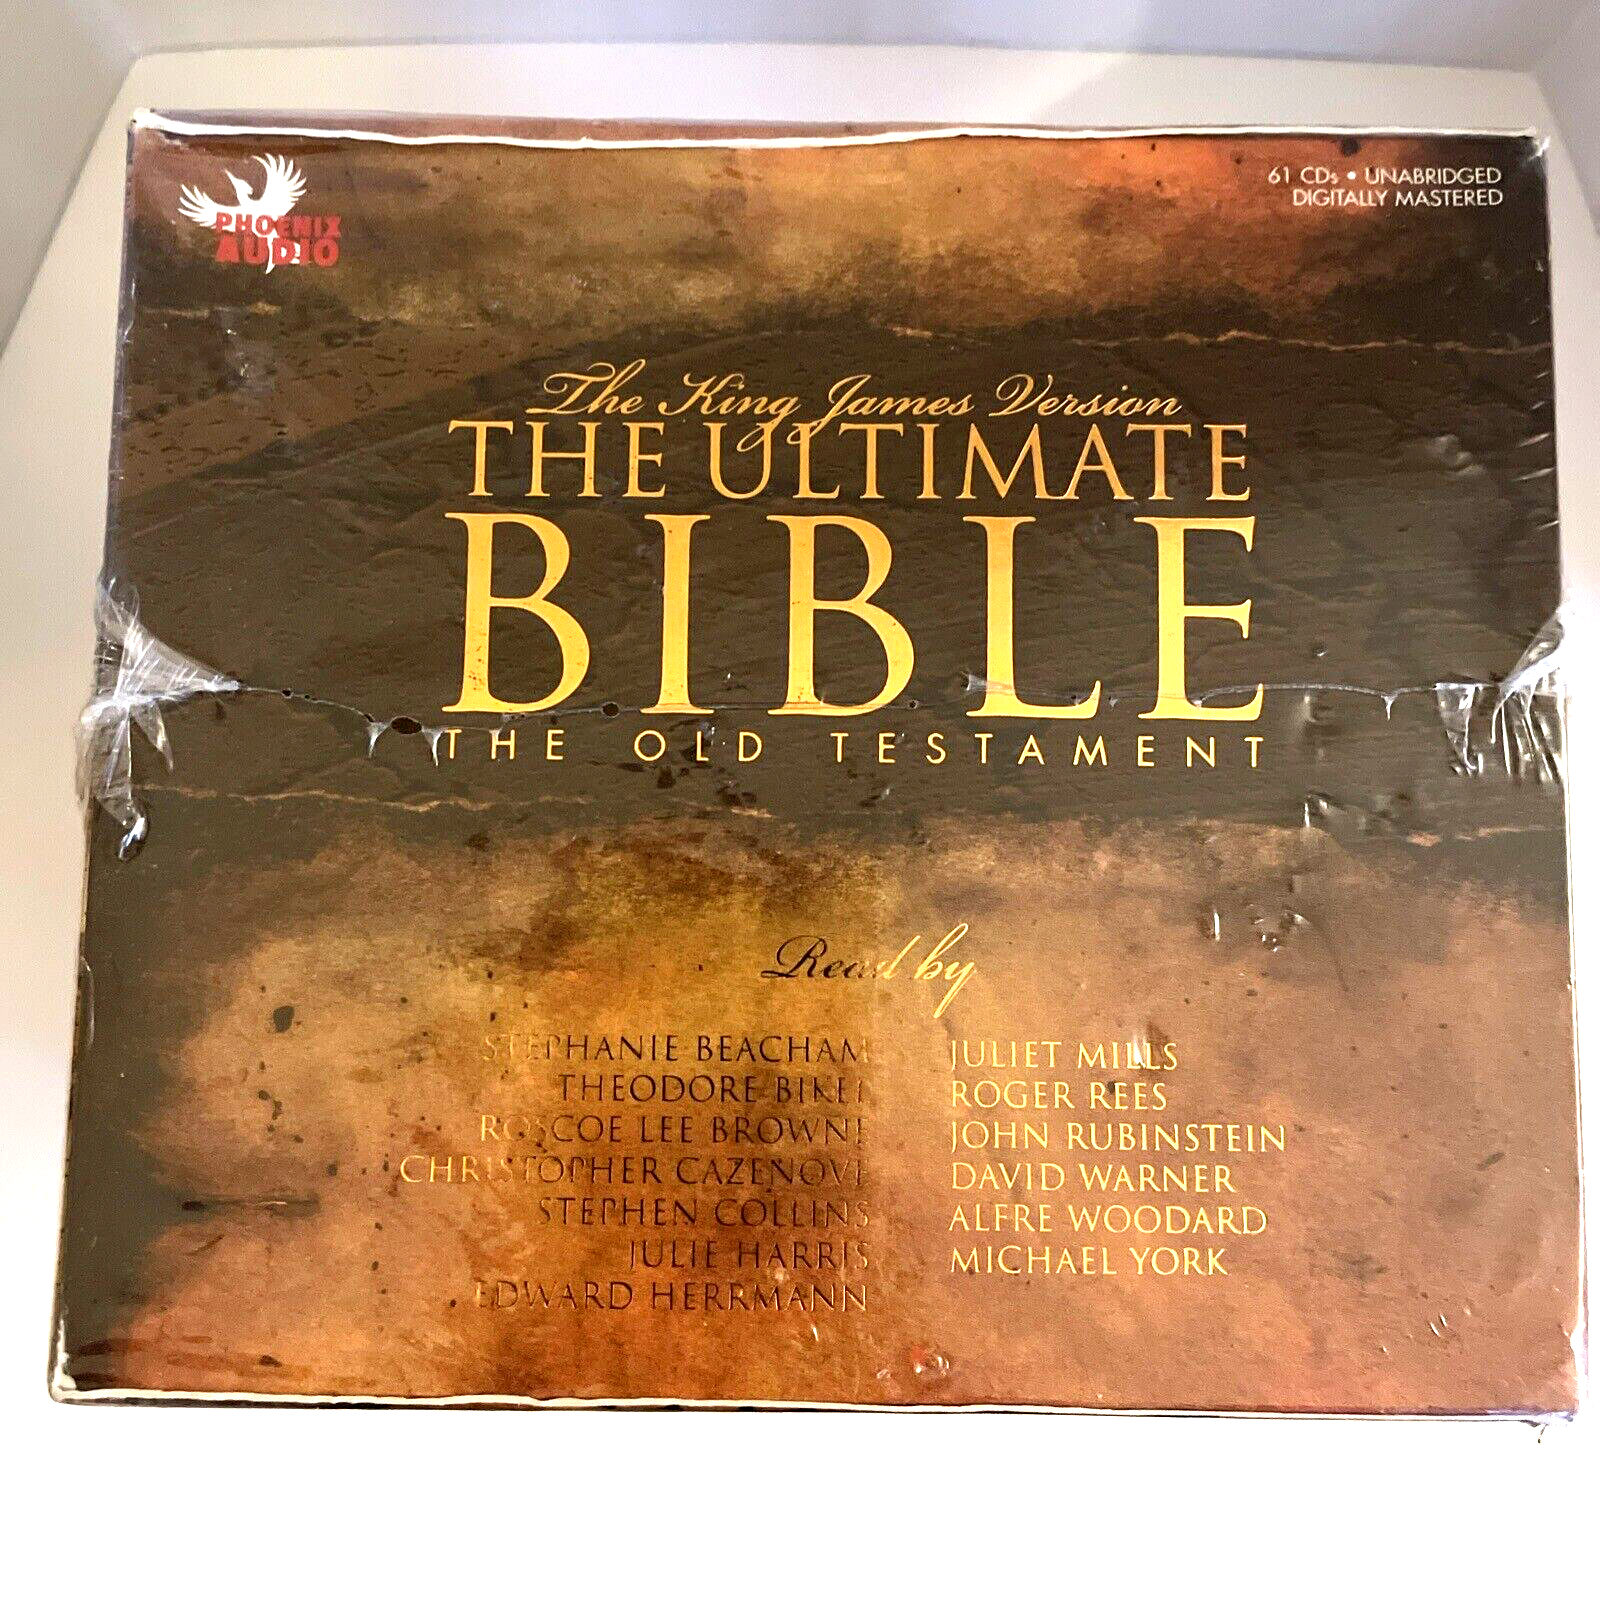 PHOENIX
AUDIO
61 CDs • UNABRIDGED
DIGITALLY MASTERED
The King James Version
THE ULTIMATE
BIBLE
THE OLD TESTAMENT
Read by
STEPHANIE BEACHAM
THEODORE BIKEL
ROSCOE LEE BROWNE
CHRISTOPHER CAZENOVE
STEPHEN COLLINS
JULIE HARRIS
EDWARD HERRMANN
JULIET MILLS
ROGER REES
JOHN RUBINSTEIN
DAVID WARNER
ALFRE WOODARD
MICHAEL YORK